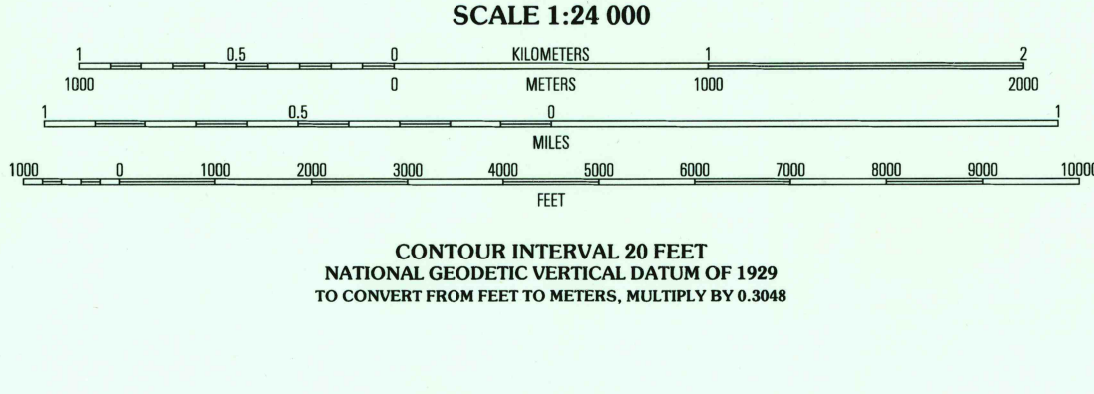 SCALE 1:24 000
1 0.5 0 KILOMETERS 1 2
1000 0 METERS 1000 2000
1 0.5 0 1
MILES
1000 0 1000 2000 3000 4000 5000 6000 7000 8000 9000 10000
FEET
CONTOUR INTERVAL 20 FEET
NATIONAL GEODETIC VERTICAL DATUM OF 1929
TO CONVERT FROM FEET TO METERS, MULTIPLY BY 0.3048